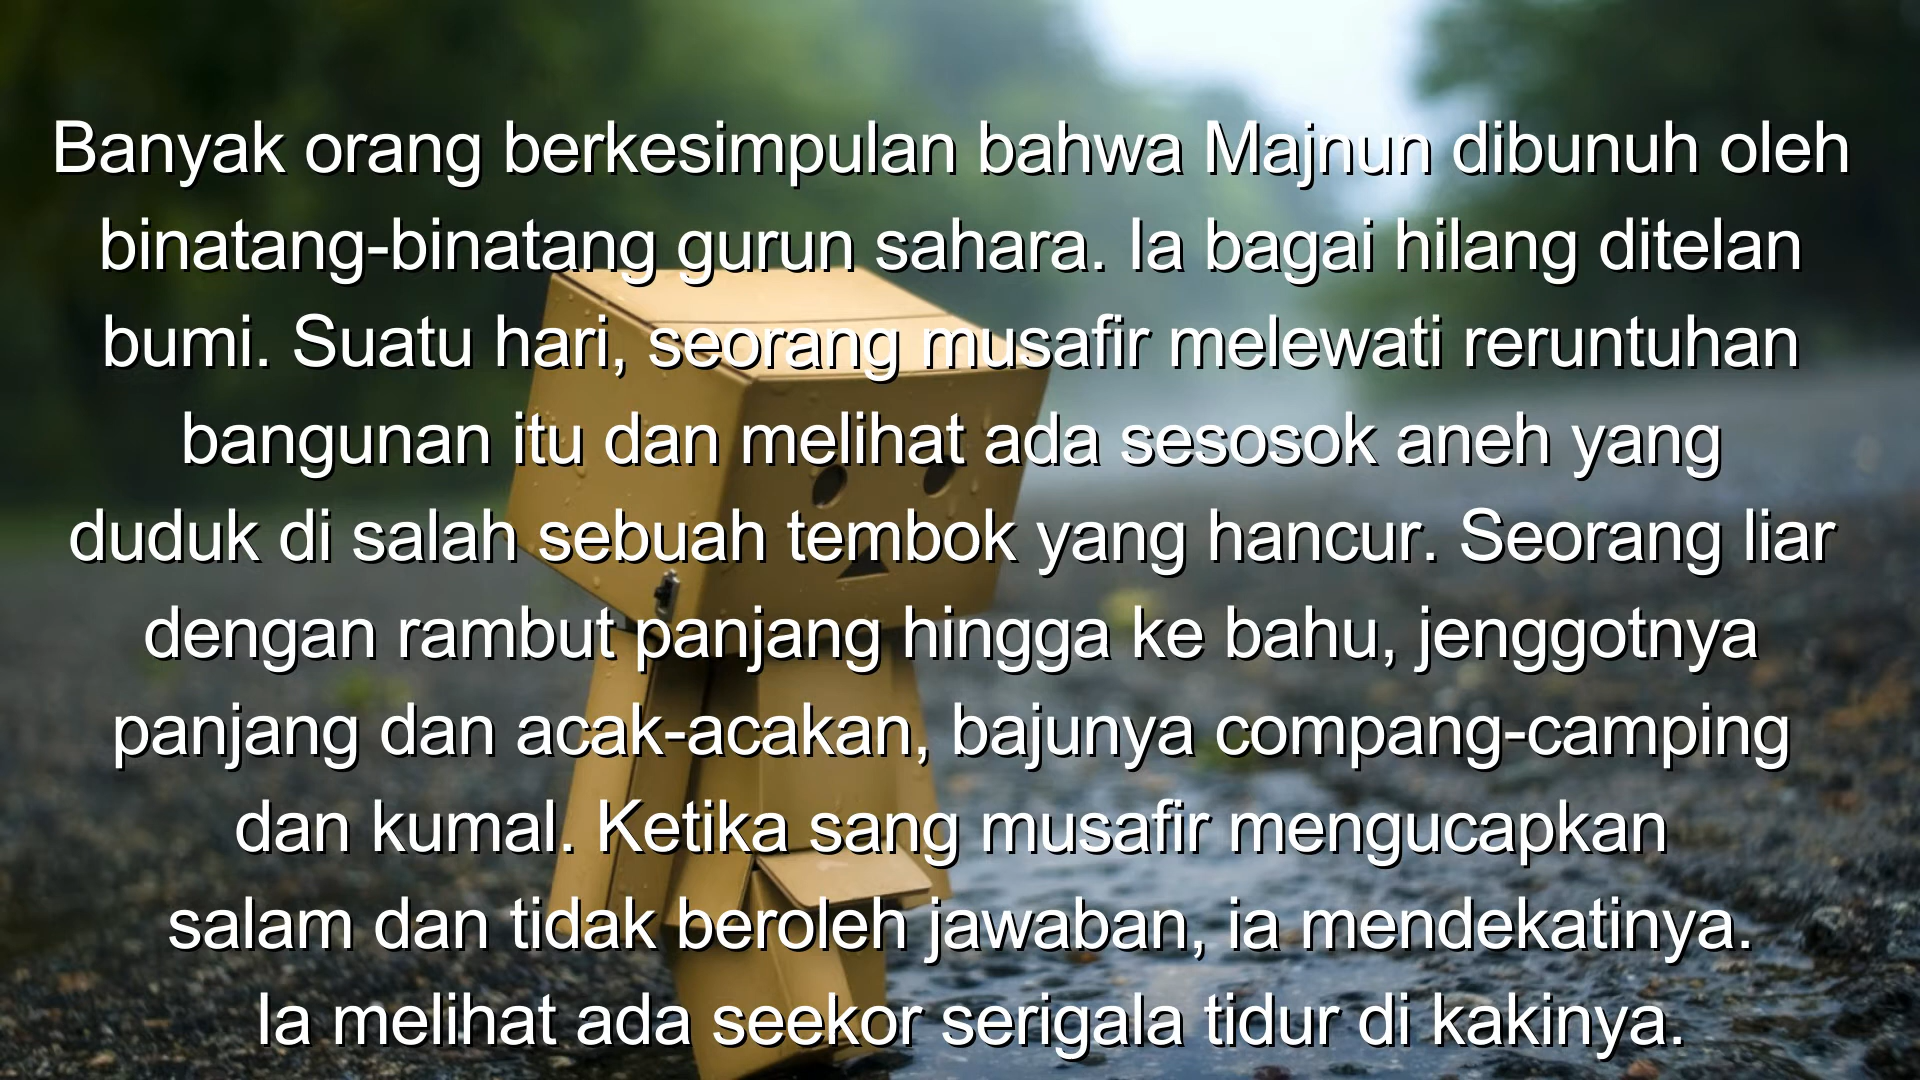 Banyak orang berkesimpulan bahwa Majnun dibunuh oleh
binatang-binatang gurun sahara. Ia bagai hilang ditelan
bumi. Suatu hari, seorang musafir melewati reruntuhan
bangunan itu dan melihat ada sesosok aneh yang
duduk di salah sebuah tembok yang hancur. Seorang liar
dengan rambut panjang hingga ke bahu, jenggotnya
panjang dan acak-acakan, bajunya compang-camping
dan kumal. Ketika sang musafir mengucapkan
salam dan tidak beroleh jawaban, ia mendekatinya.
Ia melihat ada seekor serigala tidur di kakinya.